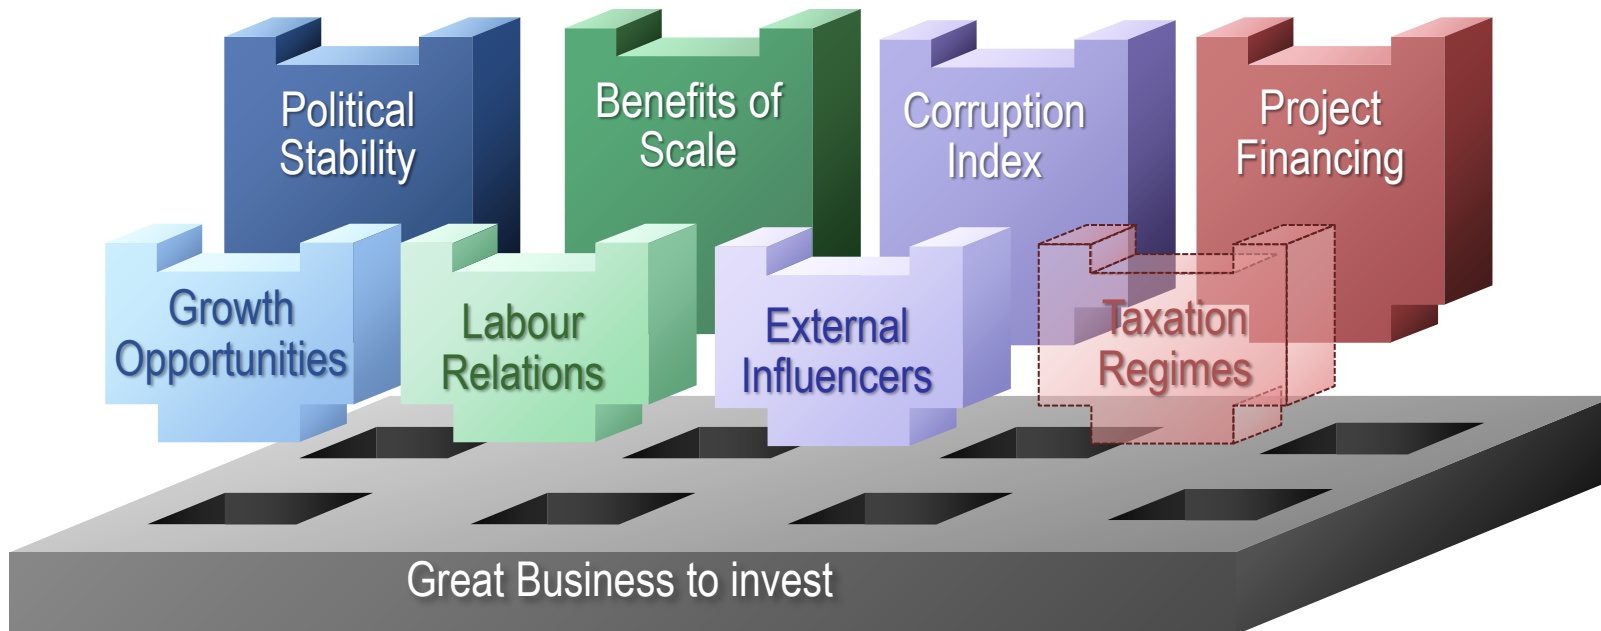 Political
Stability
Benefits of
Scale
Corruption
Index
Project
Financing
Growth
Opportunities
Labour
Relations
External
Influencers
Taxation
Regimes
Great Business to invest